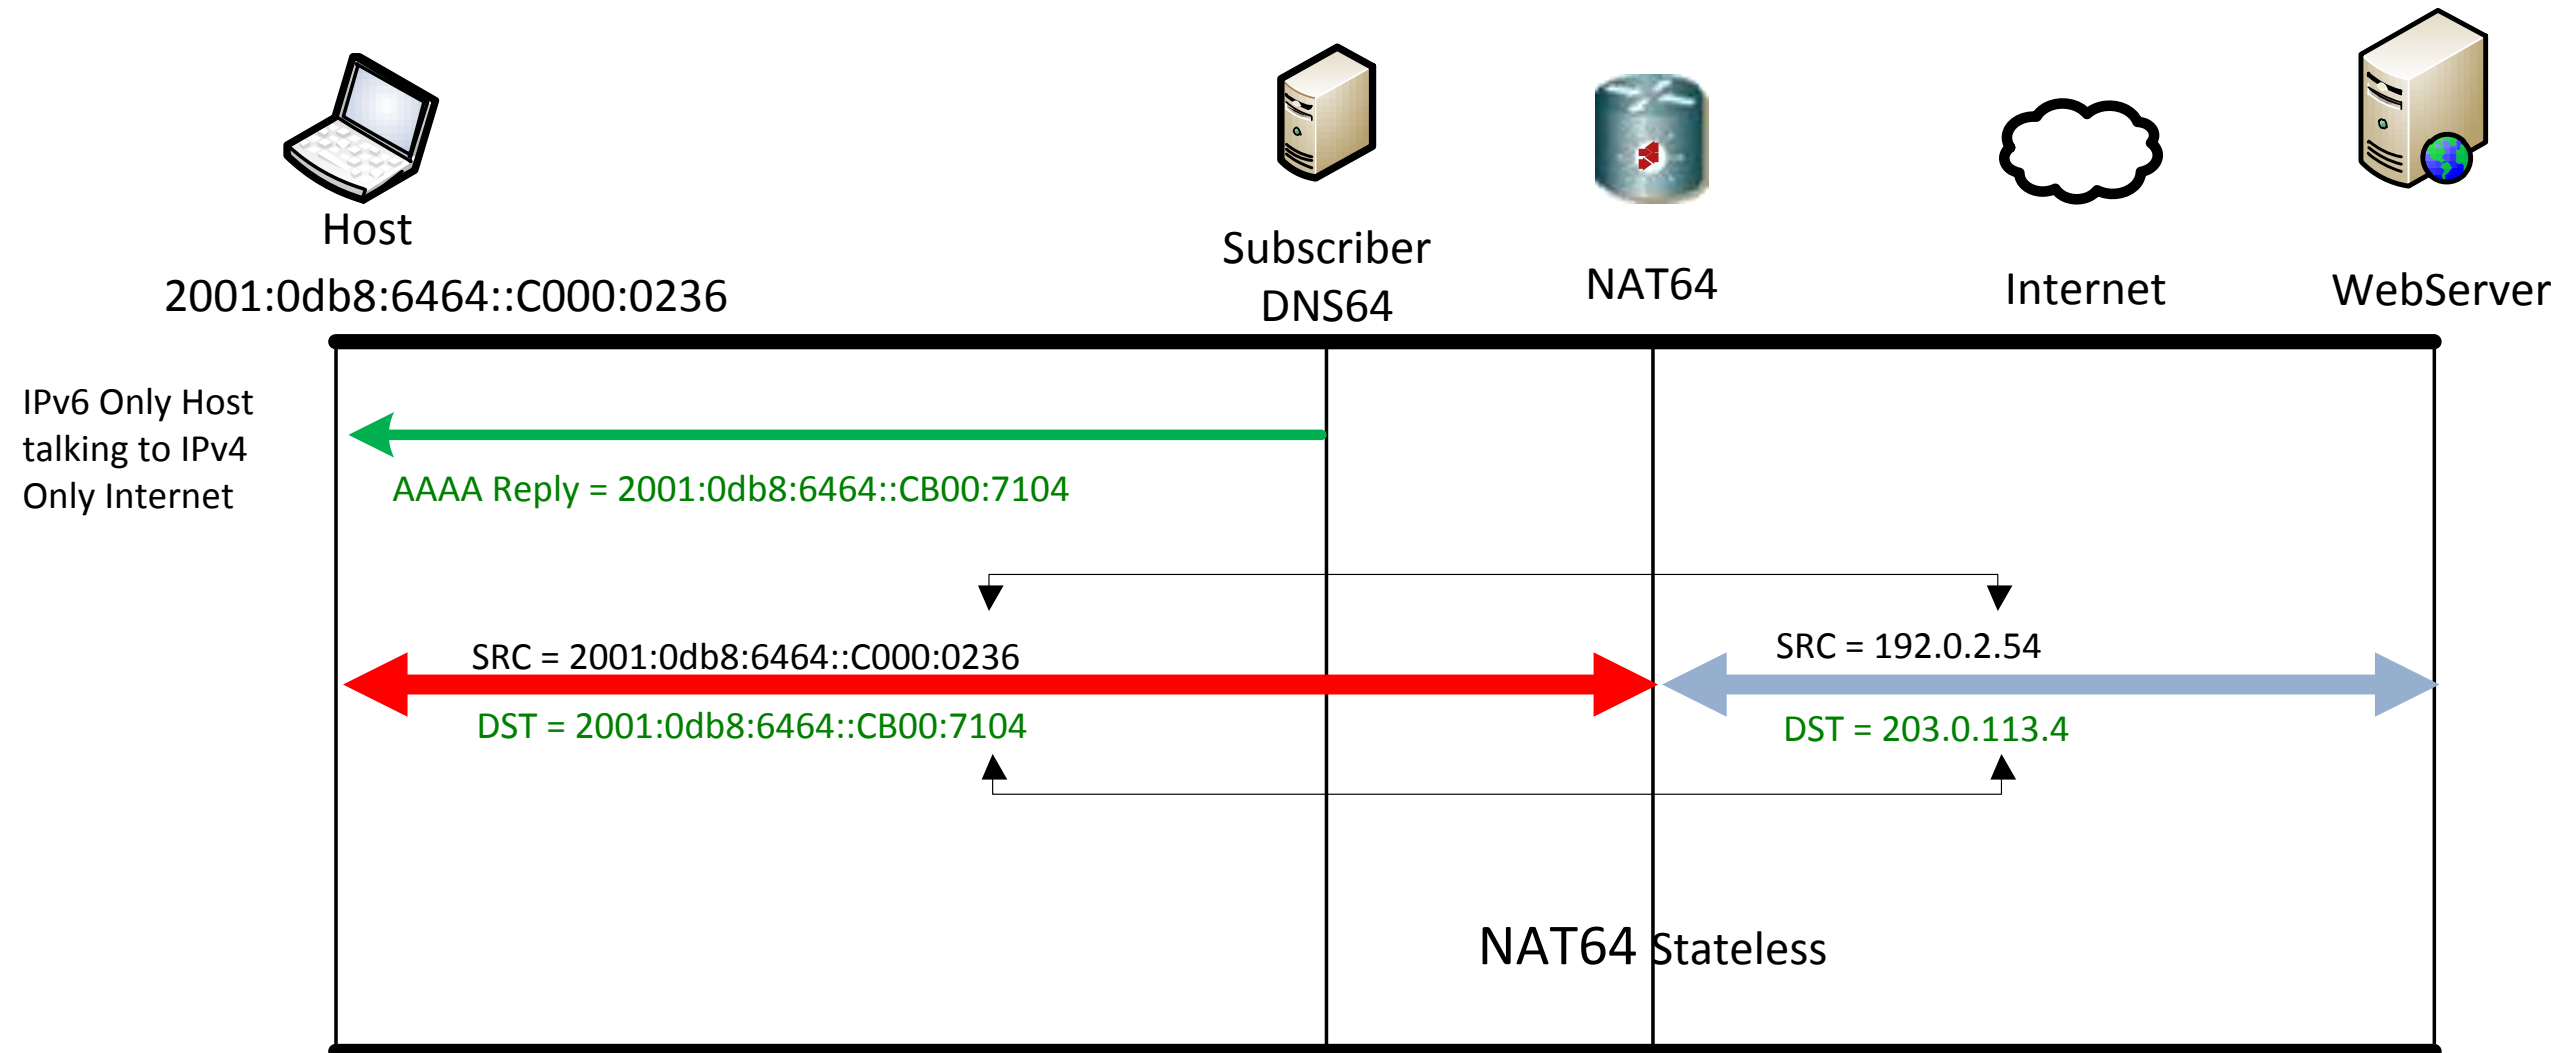 Host
2001:0db8:6464::C000:0236
Subscriber
DNS64
NAT64
Internet
WebServer
IPv6 Only Host
talking to IPv4
Only Internet
AAAA Reply = 2001:0db8:6464::CB00:7104
SRC = 2001:0db8:6464::C000:0236
SRC = 192.0.2.54
DST = 2001:0db8:6464::CB00:7104
DST = 203.0.113.4
NAT64 Stateless